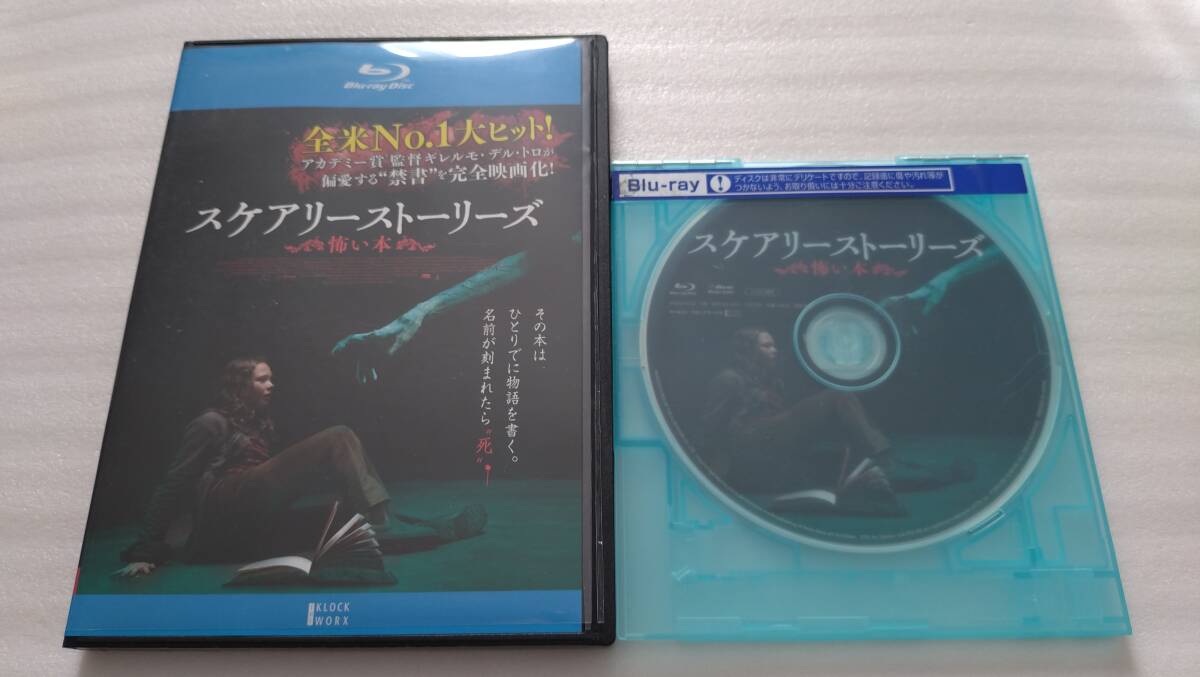 Blu-ray Disc
全米No.1大ヒット!
アカデミー賞 監督ギレルモ・デル・トロが
偏愛する“禁書”を完全映画化!
スケアリーストーリーズ
怖い本
その本は、
ひとりでに物語を書く。
名前が刻まれたら“死”
KLOCK
WORX
Blu-ray
ディスクは非常にデリケートですので、記録面に傷や汚れ等が
つかないよう、お取り扱いには十分ご注意ください。
スケアリーストーリーズ
怖い本